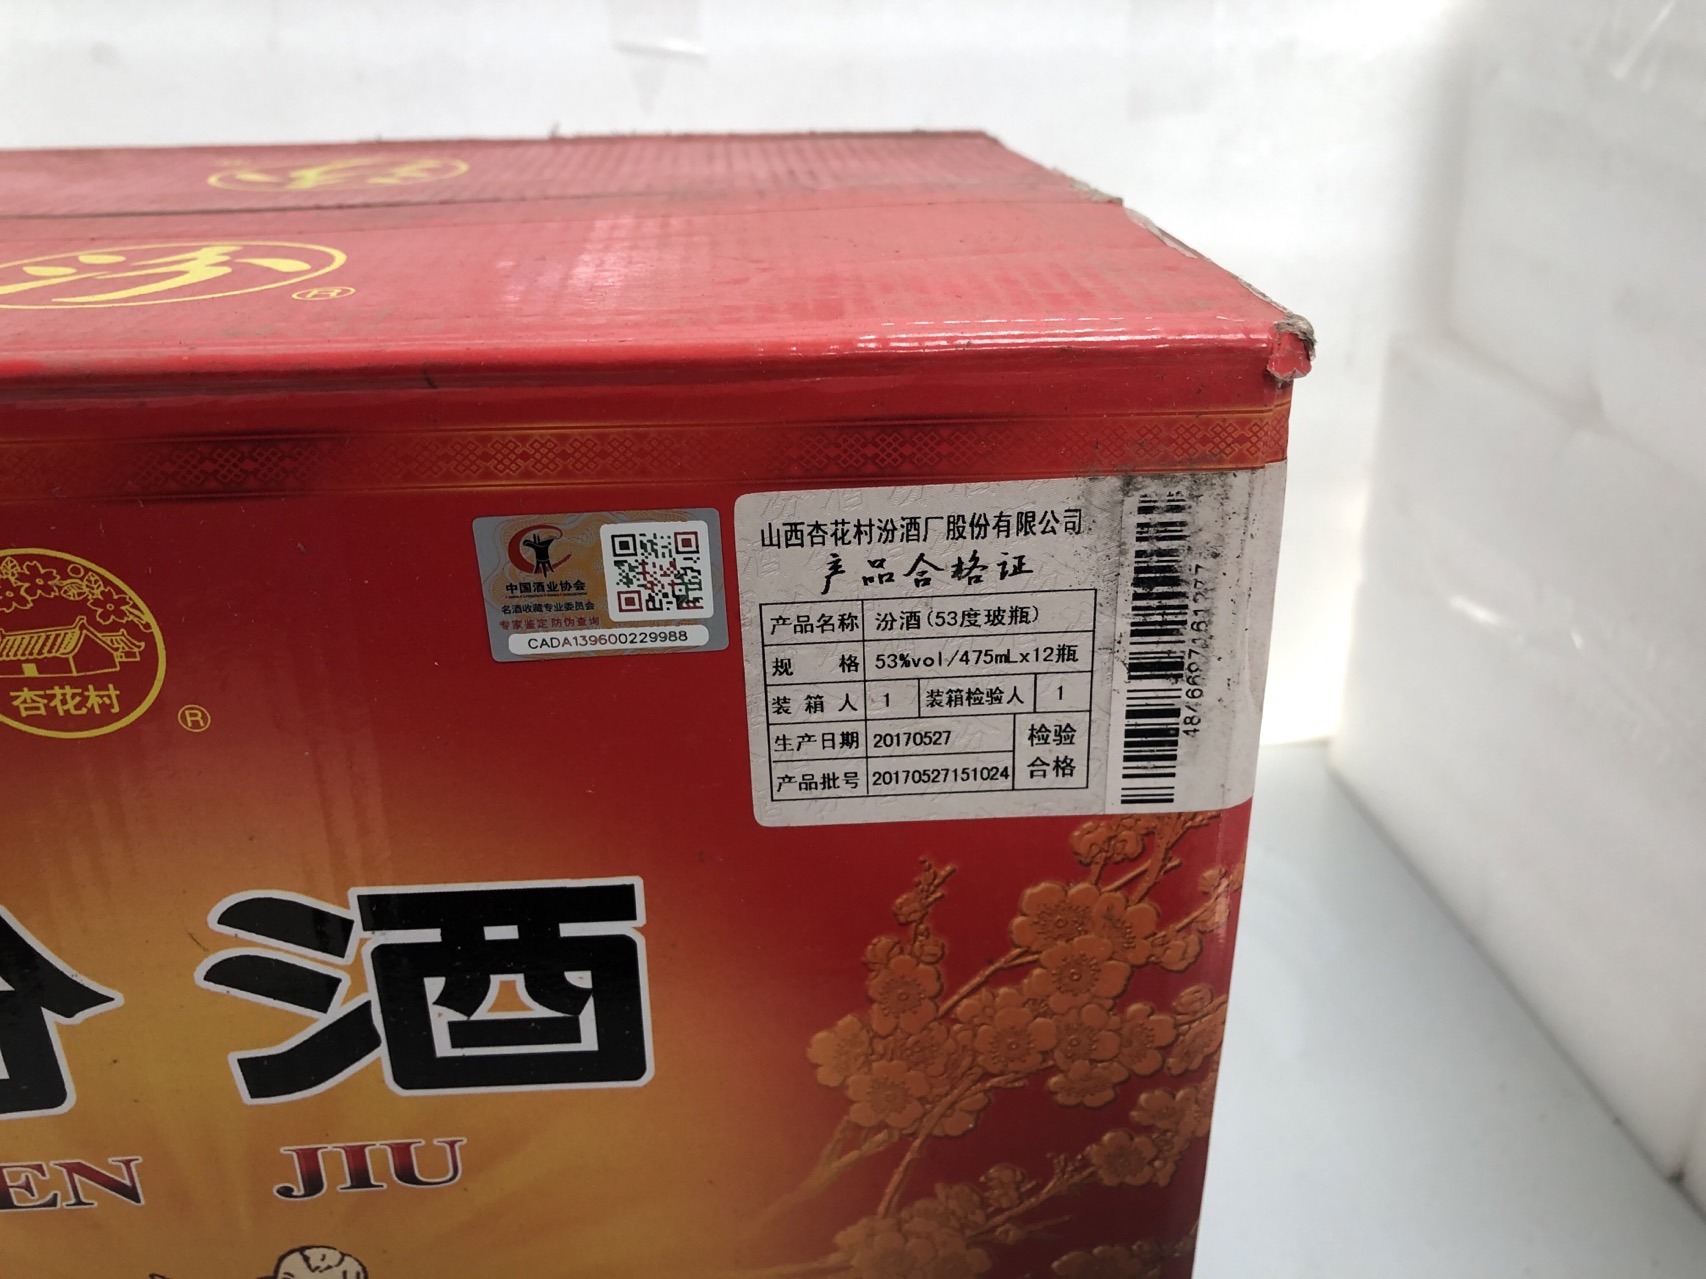 汾
汾®
中国酒业协会
名酒收藏专业委员会
专家鉴定 防伪查询
CADA139600229988
山西杏花村汾酒厂股份有限公司
产品合格证
产品名称 汾酒(53度玻瓶)
规格 53%vol/475mLx12瓶
装箱人 1 装箱检验人 1
生产日期 20170527
产品批号 20170527151024
检验
合格
杏花村
®
酒
EN JIU